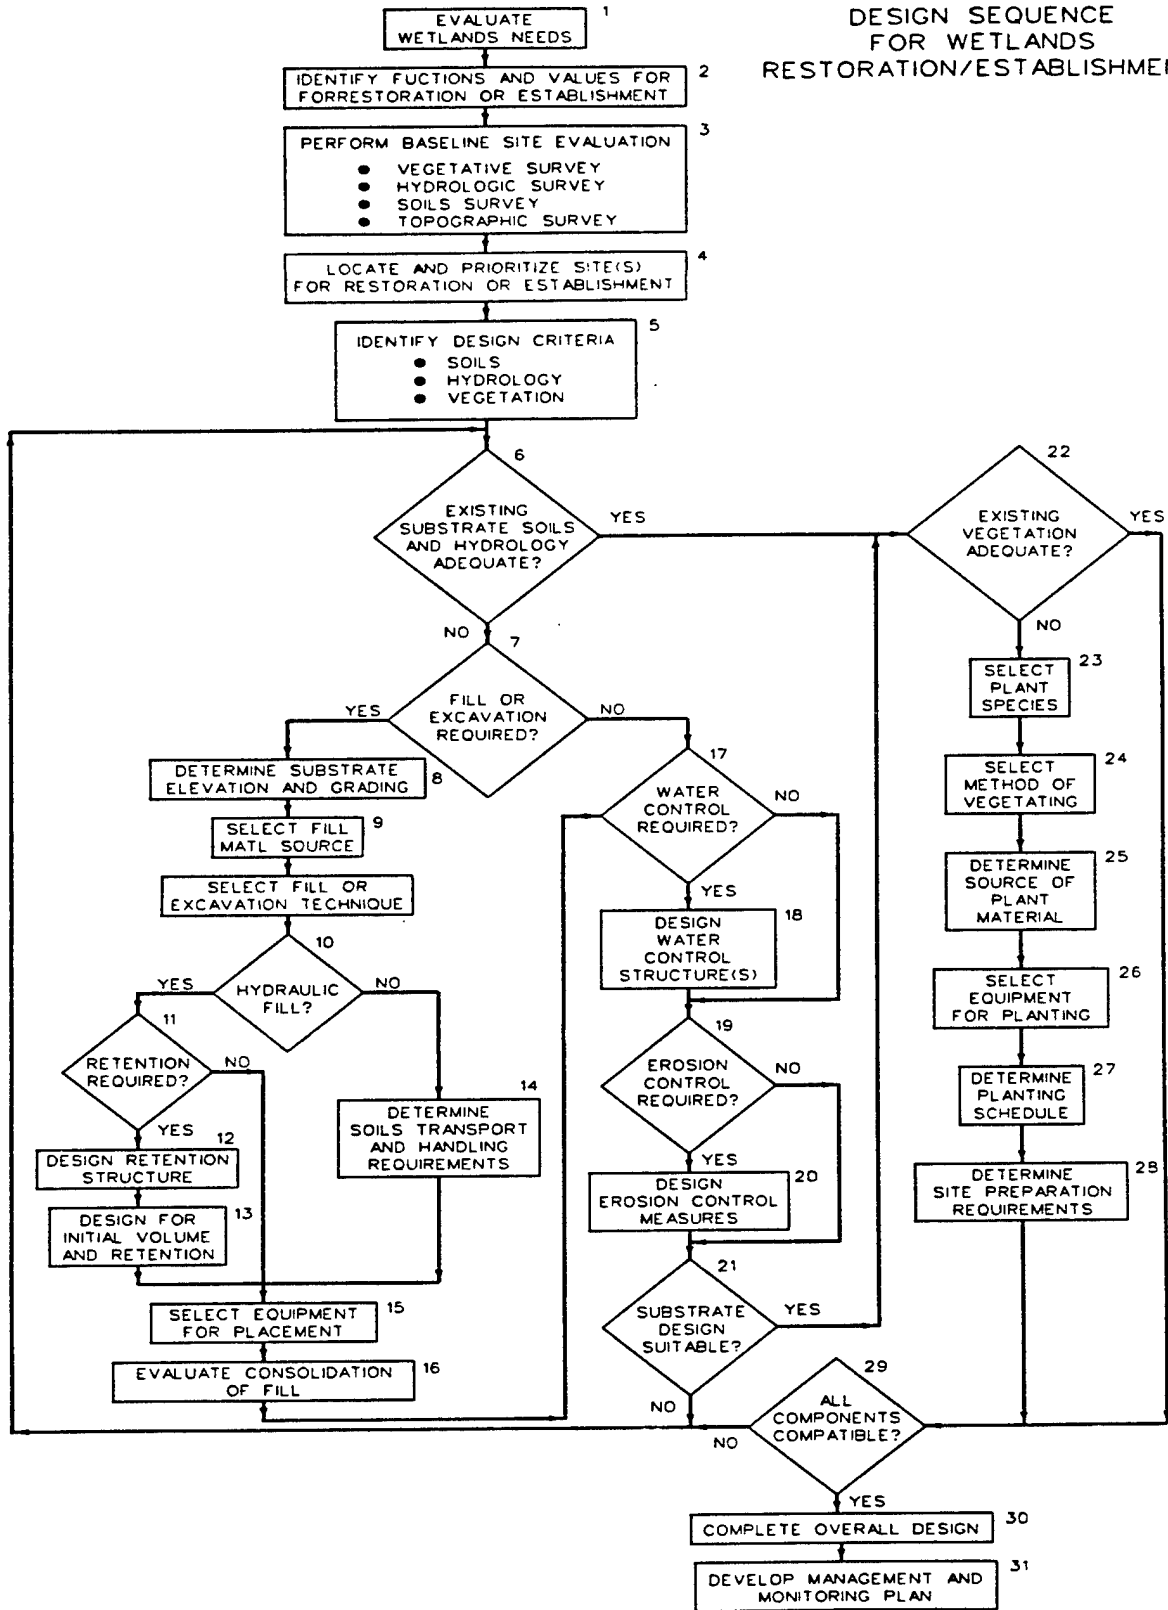 DESIGN SEQUENCE
FOR WETLANDS
RESTORATION/ESTABLISHME
1
EVALUATE
WETLANDS NEEDS
2
IDENTIFY FUCTIONS AND VALUES FOR
FORRESTORATION OR ESTABLISHMENT
3
PERFORM BASELINE SITE EVALUATION
● VEGETATIVE SURVEY
● HYDROLOGIC SURVEY
● SOILS SURVEY
● TOPOGRAPHIC SURVEY
4
LOCATE AND PRIORITIZE SITE(S)
FOR RESTORATION OR ESTABLISHMENT
5
IDENTIFY DESIGN CRITERIA
● SOILS
● HYDROLOGY
● VEGETATION
6
EXISTING
SUBSTRATE SOILS
AND HYDROLOGY
ADEQUATE?
YES
NO
7
FILL OR
EXCAVATION
REQUIRED?
YES
NO
DETERMINE SUBSTRATE
ELEVATION AND GRADING
8
9
SELECT FILL
MATL SOURCE
SELECT FILL OR
EXCAVATION TECHNIQUE
10
HYDRAULIC
FILL?
YES
NO
11
RETENTION
REQUIRED?
NO
YES
12
DESIGN RETENTION
STRUCTURE
13
DESIGN FOR
INITIAL VOLUME
AND RETENTION
14
DETERMINE
SOILS TRANSPORT
AND HANDLING
REQUIREMENTS
15
SELECT EQUIPMENT
FOR PLACEMENT
16
EVALUATE CONSOLIDATION
OF FILL
17
WATER
CONTROL
REQUIRED?
NO
YES
18
DESIGN
WATER
CONTROL
STRUCTURE(S)
19
EROSION
CONTROL
REQUIRED?
NO
YES
20
DESIGN
EROSION CONTROL
MEASURES
21
SUBSTRATE
DESIGN
SUITABLE?
YES
NO
22
EXISTING
VEGETATION
ADEQUATE?
YES
NO
23
SELECT
PLANT
SPECIES
24
SELECT
METHOD OF
VEGETATING
25
DETERMINE
SOURCE OF
PLANT
MATERIAL
26
SELECT
EQUIPMENT
FOR PLANTING
27
DETERMINE
PLANTING
SCHEDULE
28
DETERMINE
SITE PREPARATION
REQUIREMENTS
29
ALL
COMPONENTS
COMPATIBLE?
NO
YES
30
COMPLETE OVERALL DESIGN
31
DEVELOP MANAGEMENT AND
MONITORING PLAN